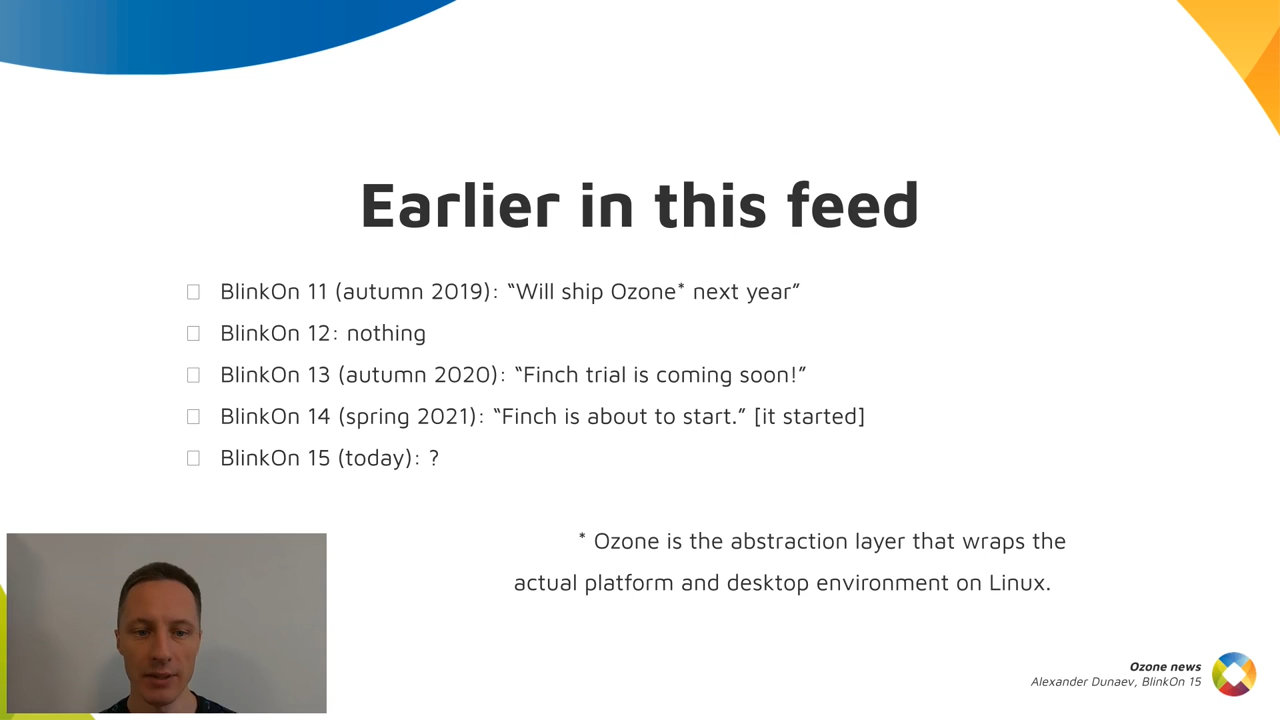 Earlier in this feed
BlinkOn 11 (autumn 2019): “Will ship Ozone* next year”
BlinkOn 12: nothing
BlinkOn 13 (autumn 2020): “Finch trial is coming soon!”
BlinkOn 14 (spring 2021): “Finch is about to start.” [it started]
BlinkOn 15 (today): ?
* Ozone is the abstraction layer that wraps the
actual platform and desktop environment on Linux.
Ozone news
Alexander Dunaev, BlinkOn 15